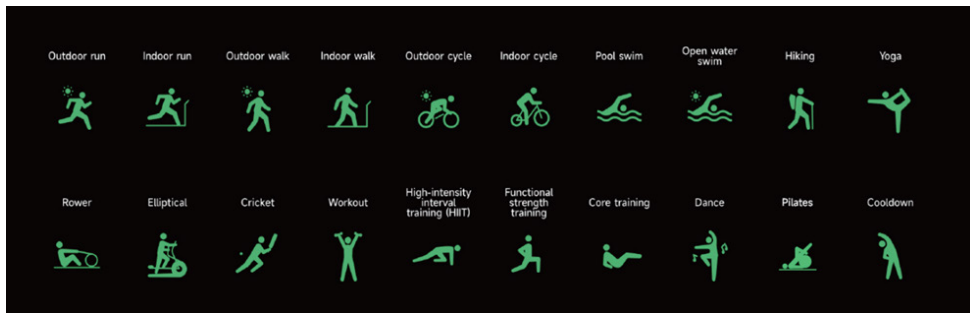 Outdoor run
Indoor run
Outdoor walk
Indoor walk
Outdoor cycle
Indoor cycle
Pool swim
Open water
swim
Hiking
Yoga
Rower
Elliptical
Cricket
Workout
High-intensity
interval
training (HIIT)
Functional
strength
training
Core training
Dance
Pilates
Cooldown